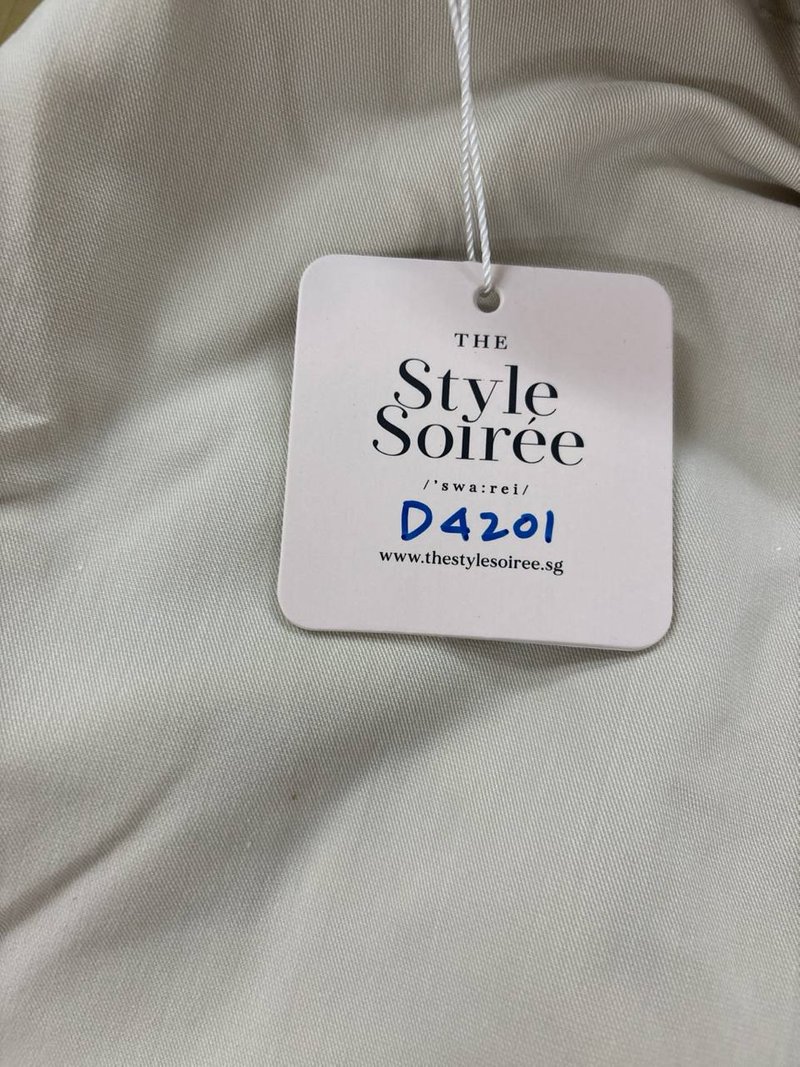 THE
Style
Soirée
/'swa:rei/
D4201
www.thestylesoiree.sg